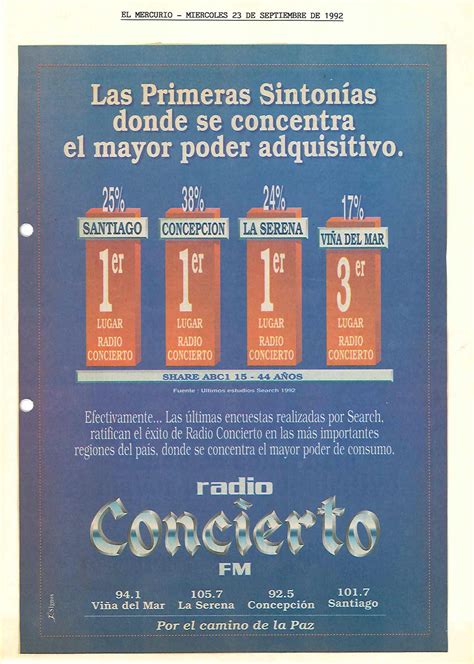 EL MERCURIO - MIERCOLES 23 DE SEPTIEMBRE DE 1992
Las Primeras Sintonías
donde se concentra
el mayor poder adquisitivo.
25%
SANTIAGO
1er
LUGAR
RADIO
CONCIERTO
38%
CONCEPCION
1er
LUGAR
RADIO
CONCIERTO
24%
LA SERENA
1er
LUGAR
RADIO
CONCIERTO
17%
VIÑA DEL MAR
3er
LUGAR
RADIO
CONCIERTO
SHARE ABC1 15 - 44 AÑOS
Fuente : Ultimos estudios Search 1992
Efectivamente... Las últimas encuestas realizadas por Search,
ratifican el éxito de Radio Concierto en las más importantes
regiones del país, donde se concentra el mayor poder de consumo.
radio
Concierto
FM
94.1
Viña del Mar
105.7
La Serena
92.5
Concepción
101.7
Santiago
Por el camino de la Paz